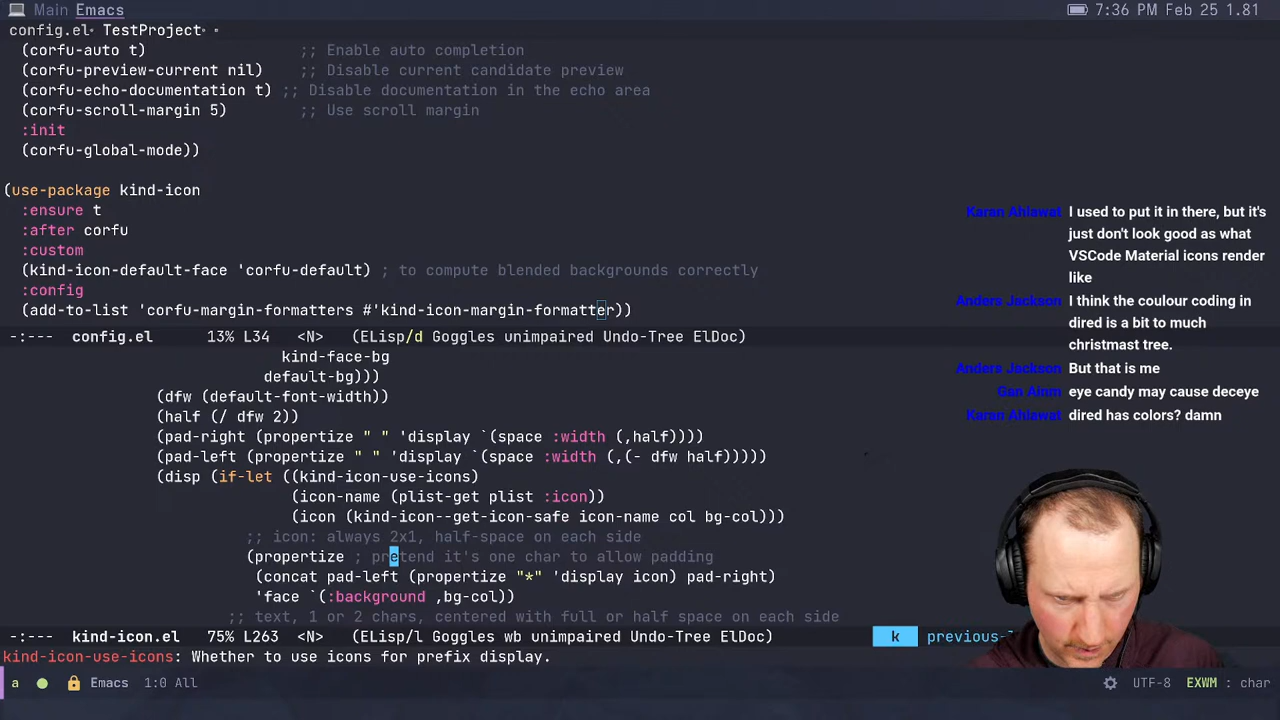 Main Emacs 7:36 PM Feb 25 1.81
config.el· TestProject·
(corfu-auto t) ;; Enable auto completion
(corfu-preview-current nil) ;; Disable current candidate preview
(corfu-echo-documentation t) ;; Disable documentation in the echo area
(corfu-scroll-margin 5) ;; Use scroll margin
:init
(corfu-global-mode))
(use-package kind-icon
:ensure t
:after corfu
:custom
(kind-icon-default-face 'corfu-default) ; to compute blended backgrounds correctly
:config
(add-to-list 'corfu-margin-formatters #'kind-icon-margin-formatter))
-:--- config.el 13% L34 <N> (ELisp/d Goggles unimpaired Undo-Tree ElDoc)
kind-face-bg
default-bg)))
(dfw (default-font-width))
(half (/ dfw 2))
(pad-right (propertize " " 'display `(space :width (,half))))
(pad-left (propertize " " 'display `(space :width (,(- dfw half)))))
(disp (if-let ((kind-icon-use-icons)
(icon-name (plist-get plist :icon))
(icon (kind-icon--get-icon-safe icon-name col bg-col)))
;; icon: always 2x1, half-space on each side
(propertize ; pretend it's one char to allow padding
(concat pad-left (propertize "*" 'display icon) pad-right)
'face `(:background ,bg-col))
;; text, 1 or 2 chars, centered with full or half space on each side
-:--- kind-icon.el 75% L263 <N> (ELisp/l Goggles wb unimpaired Undo-Tree ElDoc) k previous-l
kind-icon-use-icons: Whether to use icons for prefix display.
a Emacs 1:0 All UTF-8 EXWM : char
Karan Ahlawat I used to put it in there, but it's
just don't look good as what
VSCode Material icons render
like
Anders Jackson I think the coulour coding in
dired is a bit to much
christmast tree.
Anders Jackson But that is me
Gan Ainm eye candy may cause deceye
Karan Ahlawat dired has colors? damn